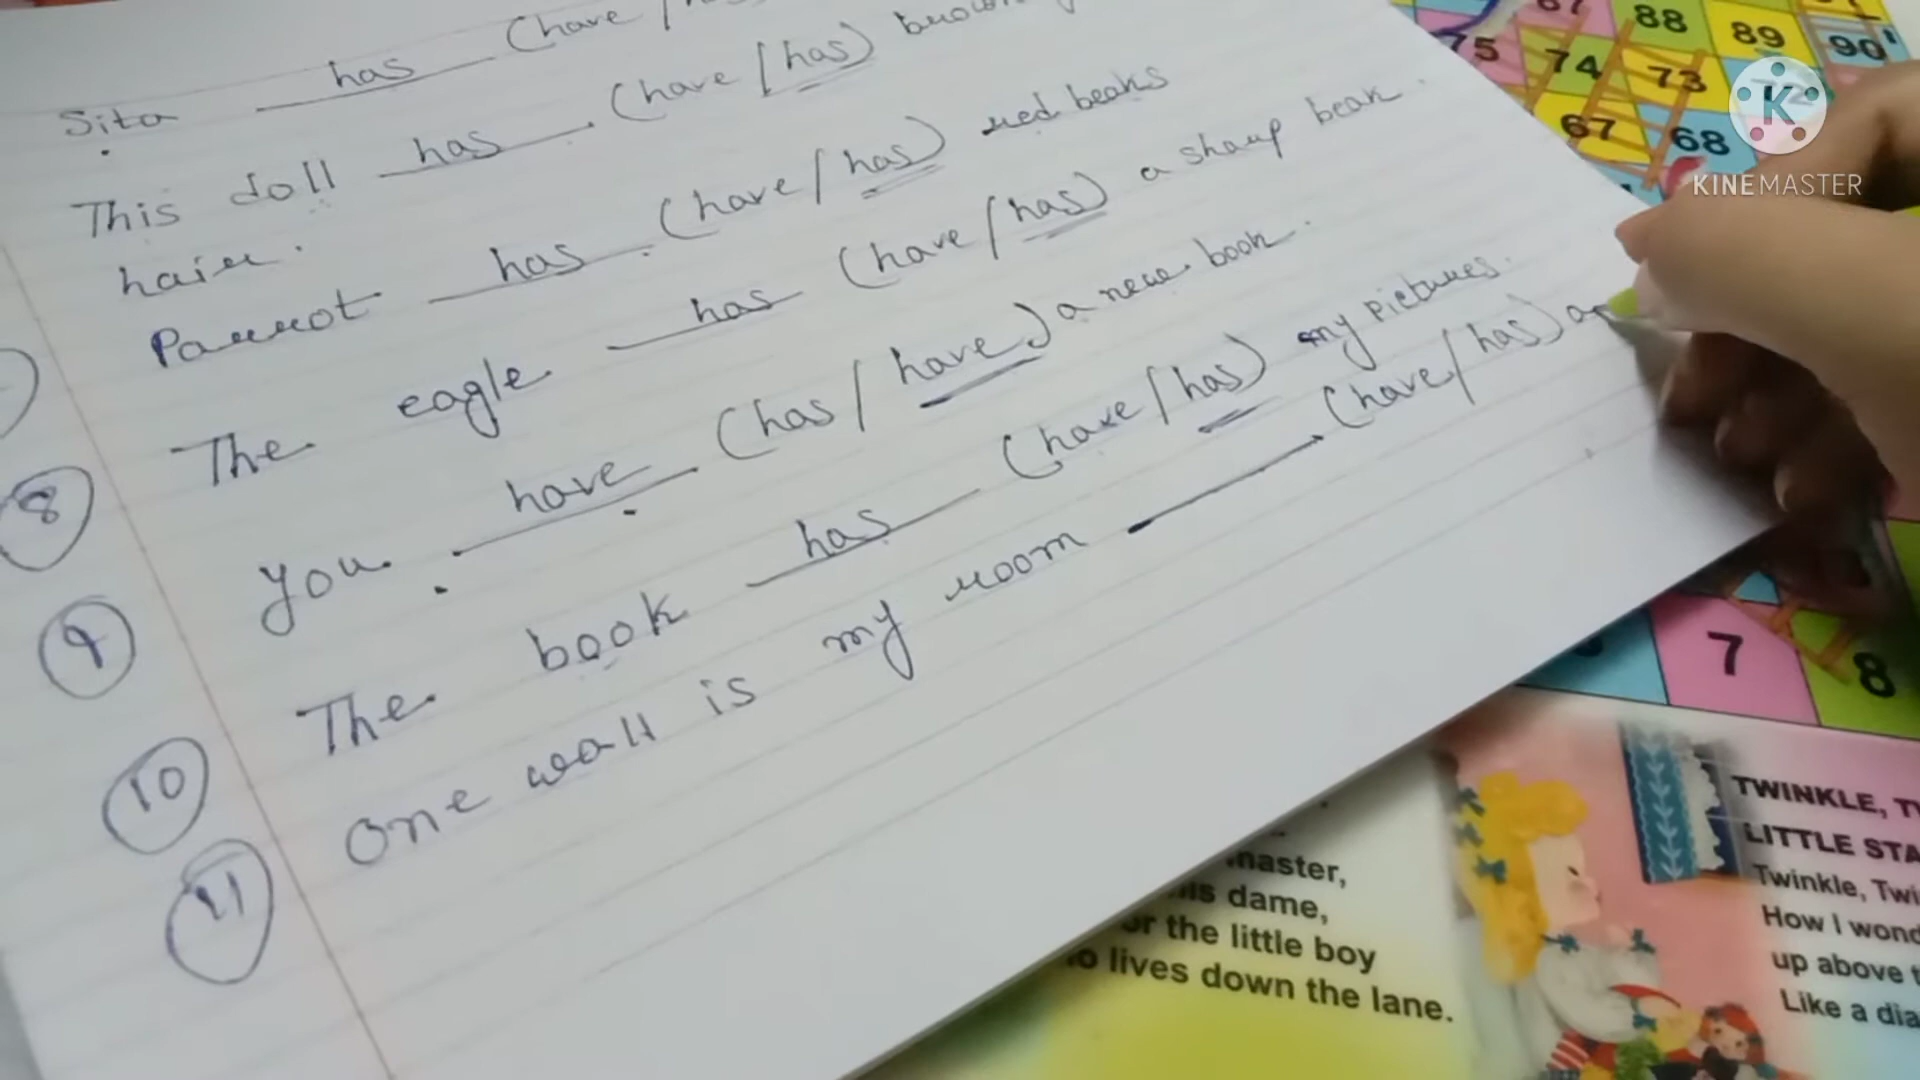 Sita has (have /
This doll has (have / has) brown
hair.
Parrot has (have / has) red beaks
The eagle has (have / has) a sharp beak.
8
You have (has / have) a new book.
9
The book has (have / has) my pictures.
10
One wall is my room (have / has) a
11
87
88
89
90
75
74
73
72
67
68
7
8
KINEMASTER
master,
his dame,
or the little boy
lives down the lane.
TWINKLE,
LITTLE STA
Twinkle, Twi
How I wond
up above t
Like a dia